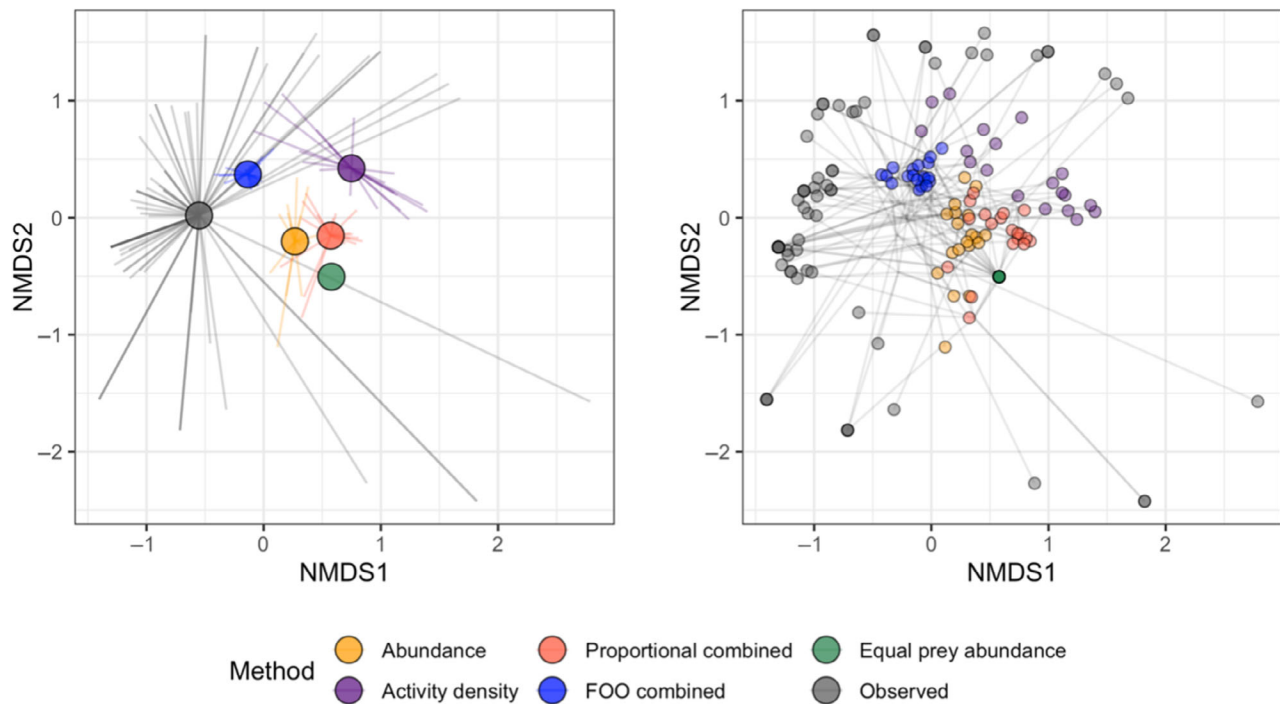 1
0
–1
–2
NMDS2
–1
0
1
2
NMDS1
1
0
–1
–2
NMDS2
–1
0
1
2
NMDS1
Method
Abundance
Proportional combined
Equal prey abundance
Activity density
FOO combined
Observed